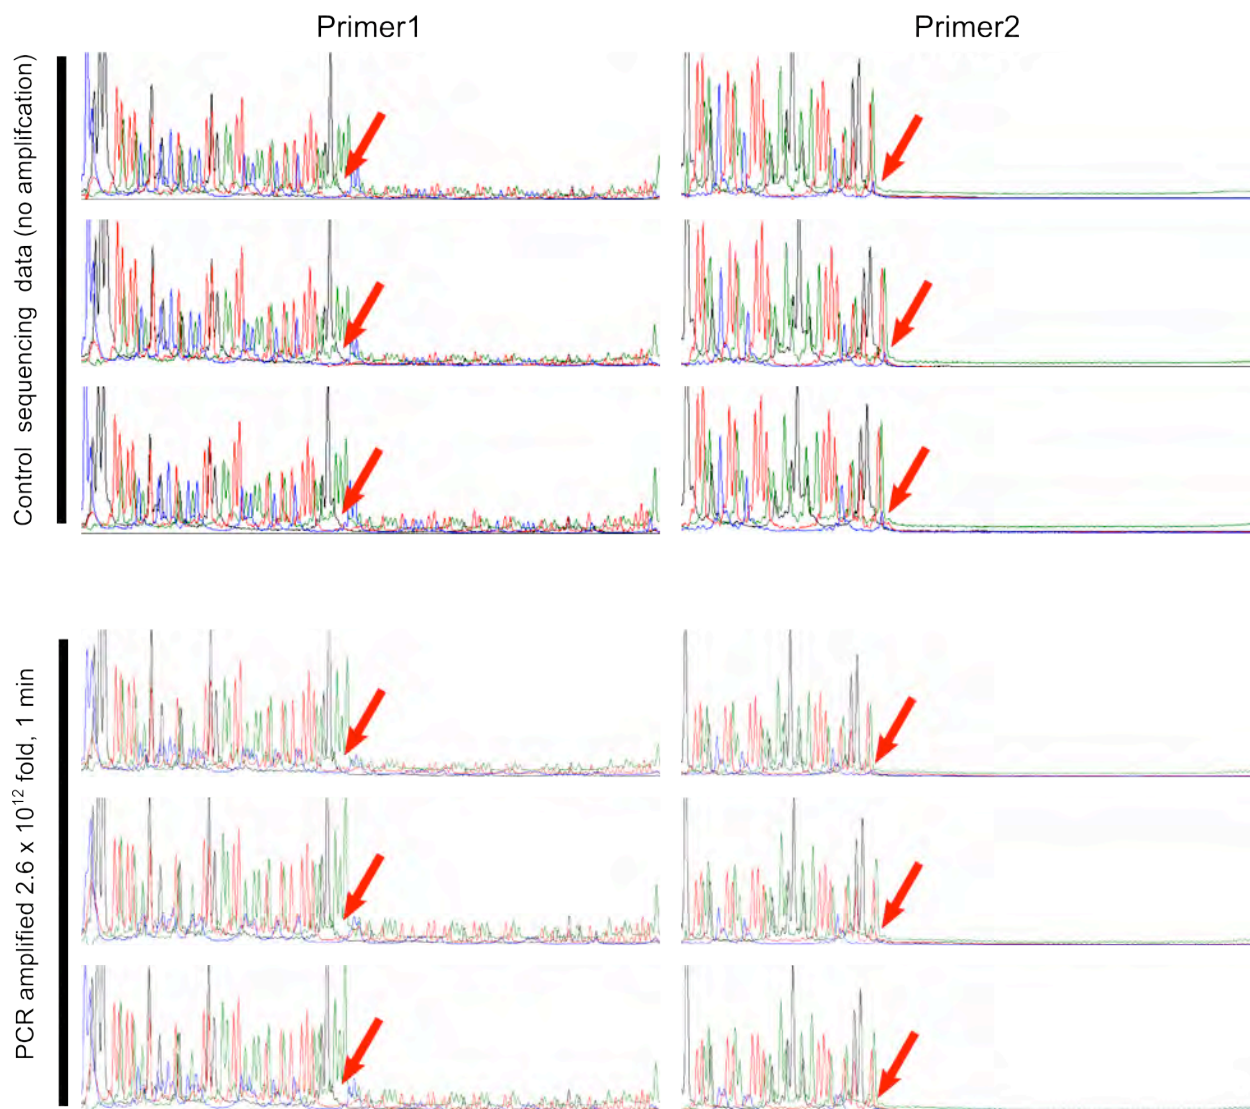 Primer1
Primer2
Control sequencing data (no amplifcation)
PCR amplified 2.6 x 10¹² fold, 1 min